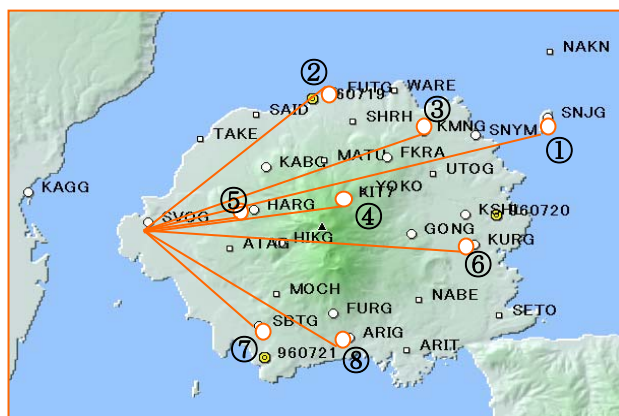 NAKN
②
FUTG
WARE
960719
③
SAID
SHRH
KMNG
SNJG
SNYM
TAKE
①
MATU
FKRA
KABG
UTOG
KAGG
YOKO
KIT7
⑤
HARG
④
SVOG
KSHI
960720
GONG
HIKG
KURG
ATAG
⑥
MOCH
NABE
FURG
SETO
SBTG
ARIG
⑦
960721
⑧
ARIT